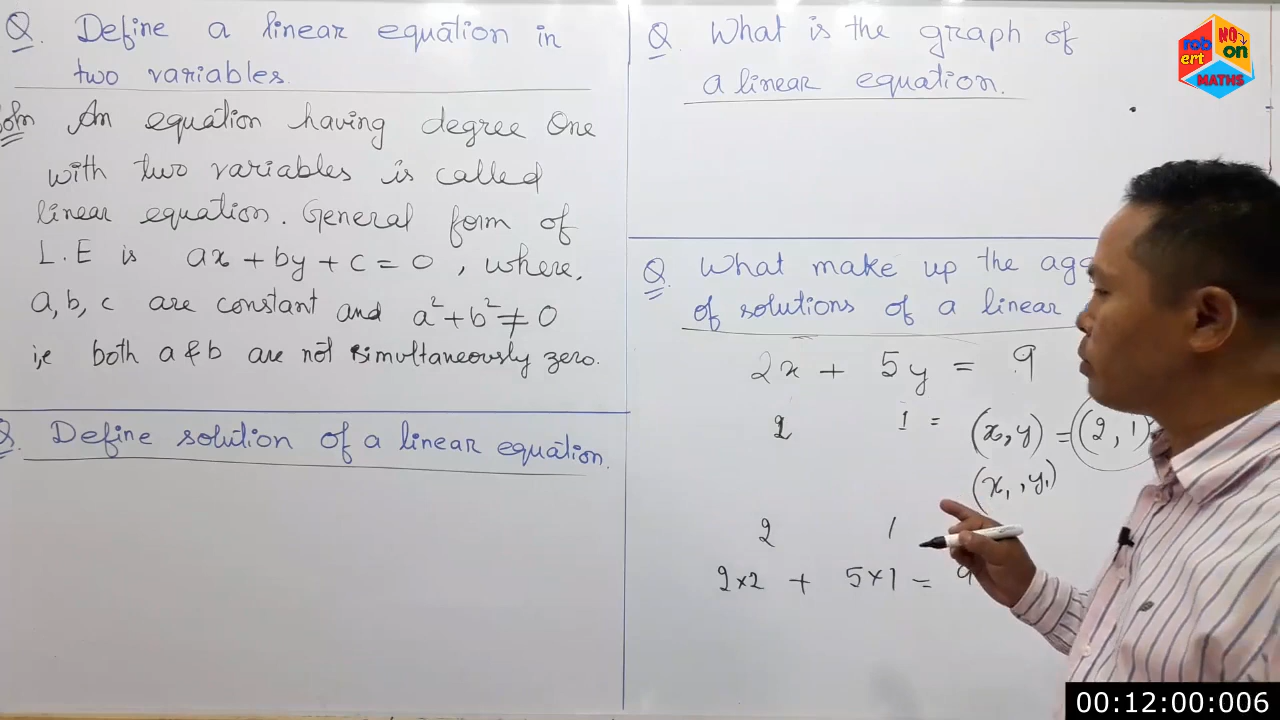 Q. Define a linear equation in
two variables.
Soln An equation having degree One
with two variables is called
linear equation. General form of
L.E is ax + by + c = 0 , where,
a, b, c are constant and a² + b² ≠ 0
i,e both a & b are not simultaneously zero.
Q. Define solution of a linear equation.
Q. What is the graph of
a linear equation.
Q. What make up the
of solutions of a linear
2x + 5y = 9
2 1 = (x, y) = (2, 1)
(x₁, y₁)
2 1
2×2 + 5×1 = 9
rob
ert
NO
on
MATHS
00:12:00:006